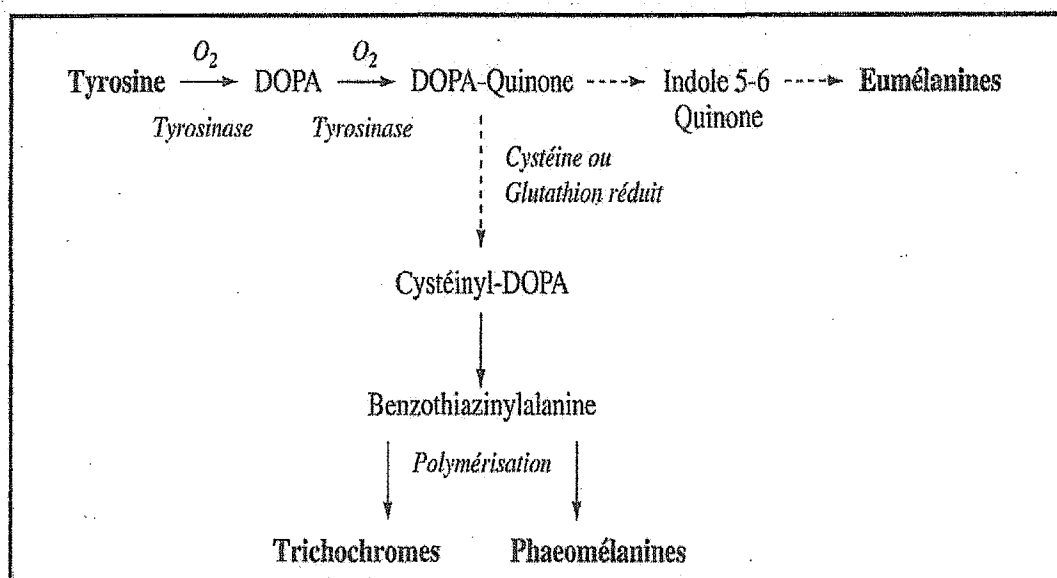 O2 O2
Tyrosine DOPA DOPA-Quinone Indole 5-6 Eumélanines
Tyrosinase Tyrosinase Quinone
Cystéine ou
Glutathion réduit
Cystéinyl-DOPA
Benzothiazinylalanine
Polymérisation
Trichochromes Phaeomélanines